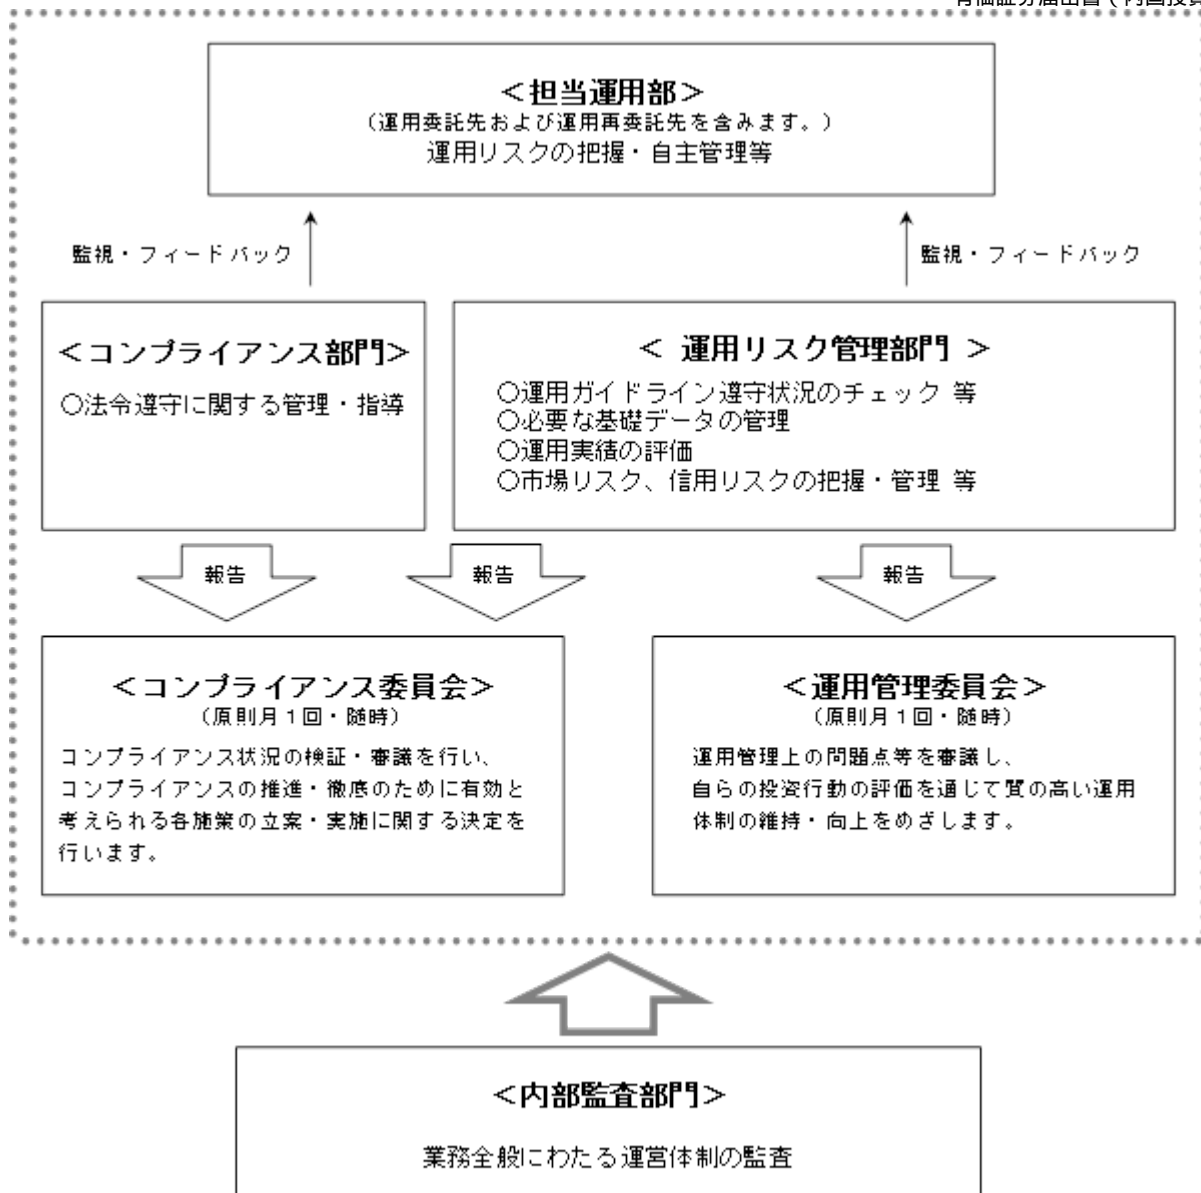 有価証券届出書（内国投資
＜担当運用部＞
（運用委託先および運用再委託先を含みます。）
運用リスクの把握・自主管理等
監視・フィードバック
監視・フィードバック
＜コンプライアンス部門＞
○法令遵守に関する管理・指導
＜ 運用リスク管理部門 ＞
○運用ガイドライン遵守状況のチェック 等
○必要な基礎データの管理
○運用実績の評価
○市場リスク、信用リスクの把握・管理 等
報告
報告
報告
＜コンプライアンス委員会＞
（原則月１回・随時）
コンプライアンス状況の検証・審議を行い、
コンプライアンスの推進・徹底のために有効と
考えられる各施策の立案・実施に関する決定を
行います。
＜運用管理委員会＞
（原則月１回・随時）
運用管理上の問題点等を審議し、
自らの投資行動の評価を通じて質の高い運用
体制の維持・向上をめざします。
＜内部監査部門＞
業務全般にわたる運営体制の監査